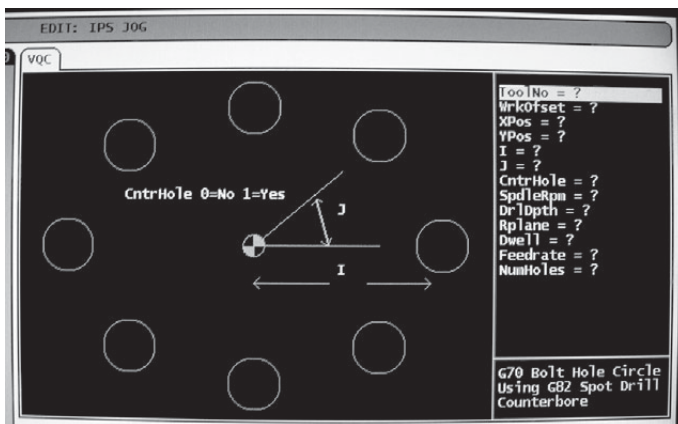 EDIT: IPS JOG
VQC
CntrHole 0=No 1=Yes
J
I
ToolNo = ?
WrkOfset = ?
XPos = ?
YPos = ?
I = ?
J = ?
CntrHole = ?
SpdleRpm = ?
DrlDpth = ?
Rplane = ?
Dwell = ?
Feedrate = ?
NumHoles = ?
G70 Bolt Hole Circle
Using G82 Spot Drill
Counterbore